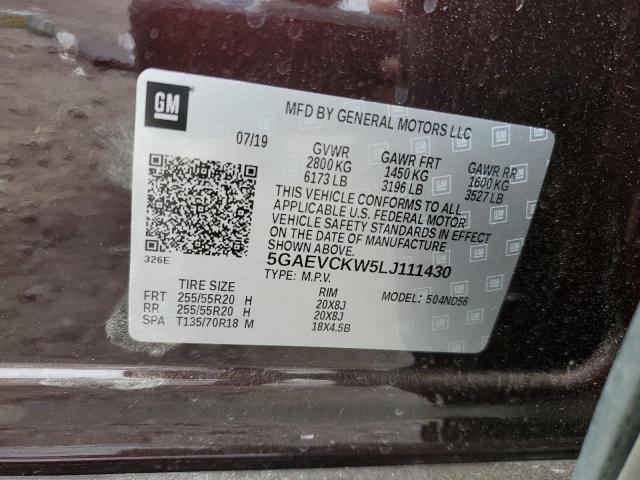 GM
MFD BY GENERAL MOTORS LLC
07/19
GVWR GAWR FRT GAWR RR
2800 KG 1450 KG 1600 KG
6173 LB 3196 LB 3527 LB
THIS VEHICLE CONFORMS TO ALL
APPLICABLE U.S. FEDERAL MOTOR
VEHICLE SAFETY STANDARDS IN EFFECT
ON THE DATE OF MANUFACTURE
SHOWN ABOVE.
326E
5GAEVCKW5LJ111430
TYPE: M.P.V.
MODEL: 504ND56
TIRE SIZE RIM
FRT 255/55R20 H 20X8J
RR 255/55R20 H 20X8J
SPA T135/70R18 M 18X4.5B